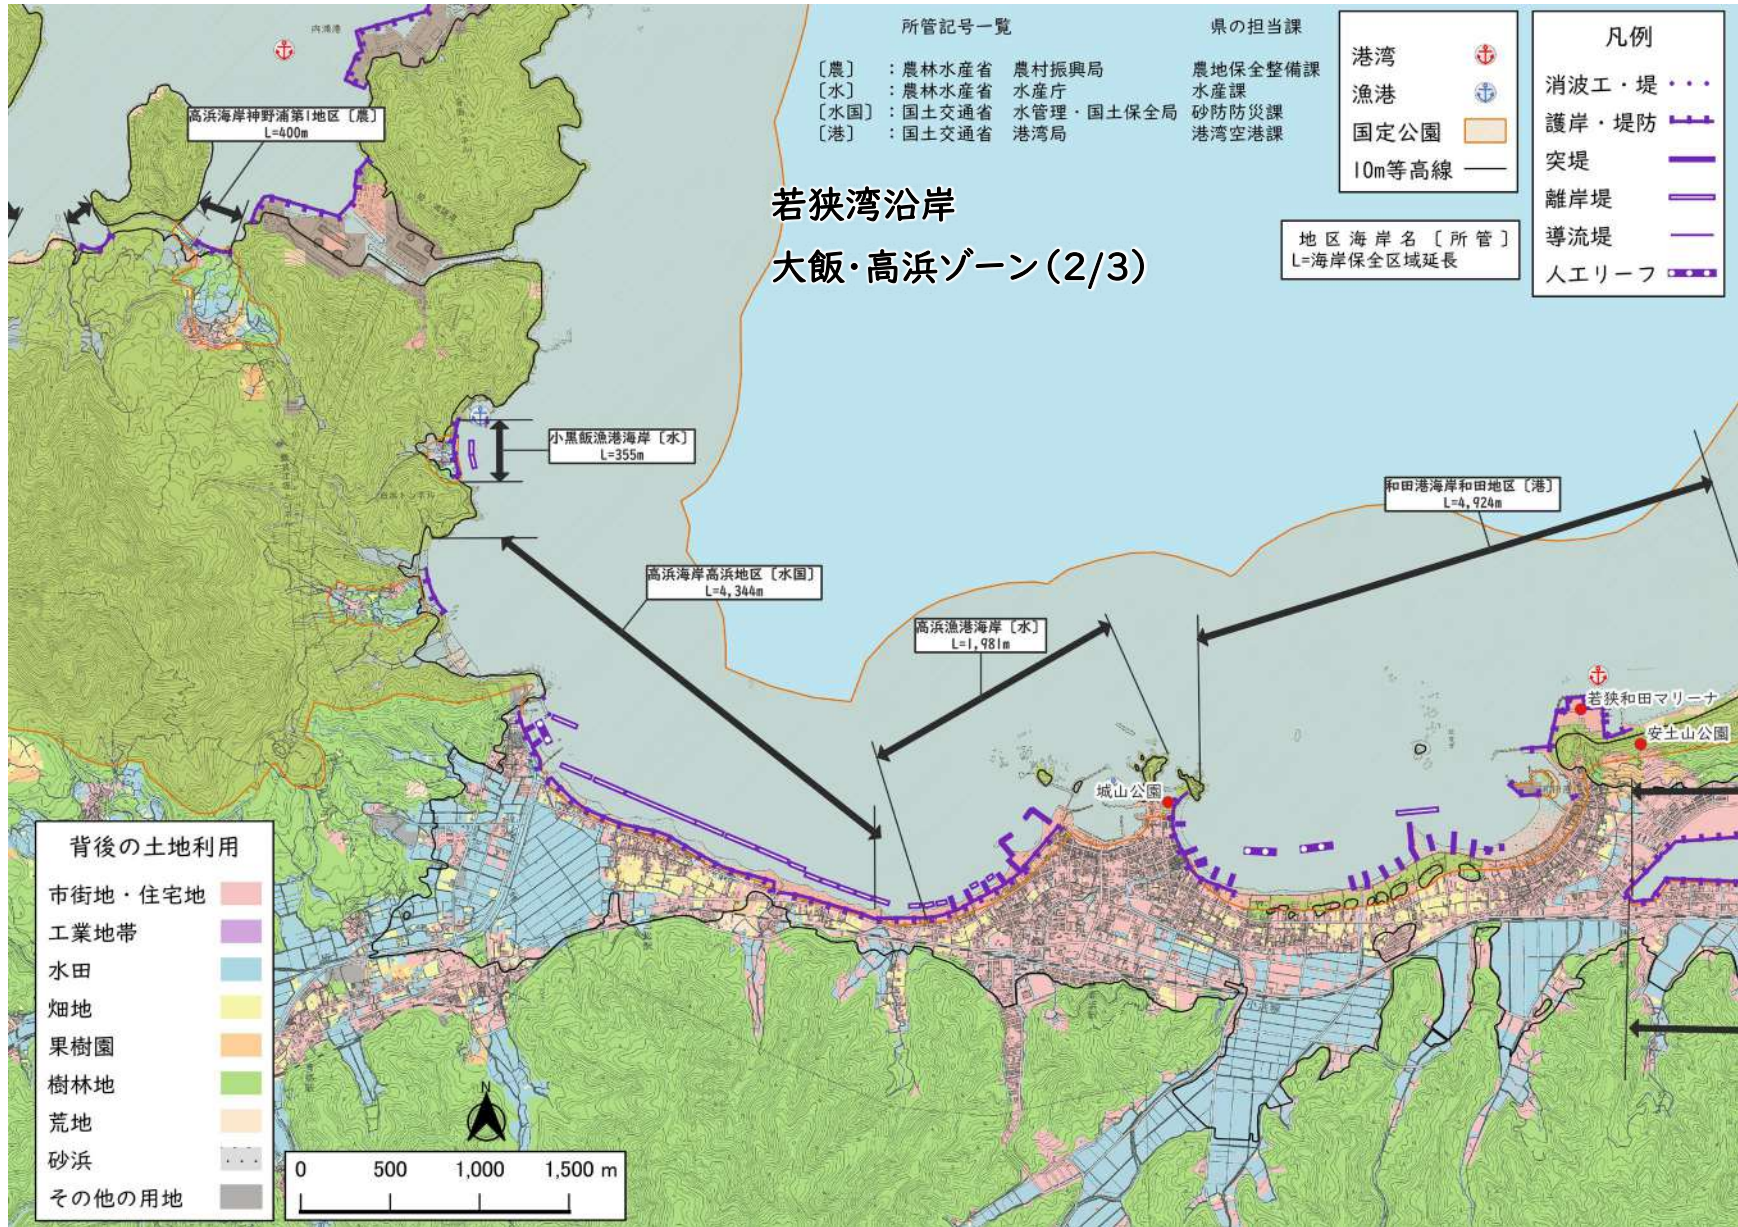 所管記号一覧 県の担当課
〔農〕 ：農林水産省 農村振興局 農地保全整備課
〔水〕 ：農林水産省 水産庁 水産課
〔水国〕：国土交通省 水管理・国土保全局 砂防防災課
〔港〕 ：国土交通省 港湾局 港湾空港課
港湾
漁港
国定公園
10m等高線
凡例
消波工・堤
護岸・堤防
突堤
離岸堤
導流堤
人工リーフ
地区海岸名〔所管〕
L=海岸保全区域延長
若狭湾沿岸
大飯・高浜ゾーン(2/3)
内浦港
高浜海岸神野浦第1地区〔農〕
L=400m
小黒飯漁港海岸〔水〕
L=355m
高浜海岸高浜地区〔水国〕
L=4,344m
高浜漁港海岸〔水〕
L=1,981m
和田港海岸和田地区〔港〕
L=4,924m
若狭和田マリーナ
安土山公園
城山公園
背後の土地利用
市街地・住宅地
工業地帯
水田
畑地
果樹園
樹林地
荒地
砂浜
その他の用地
N
0 500 1,000 1,500 m